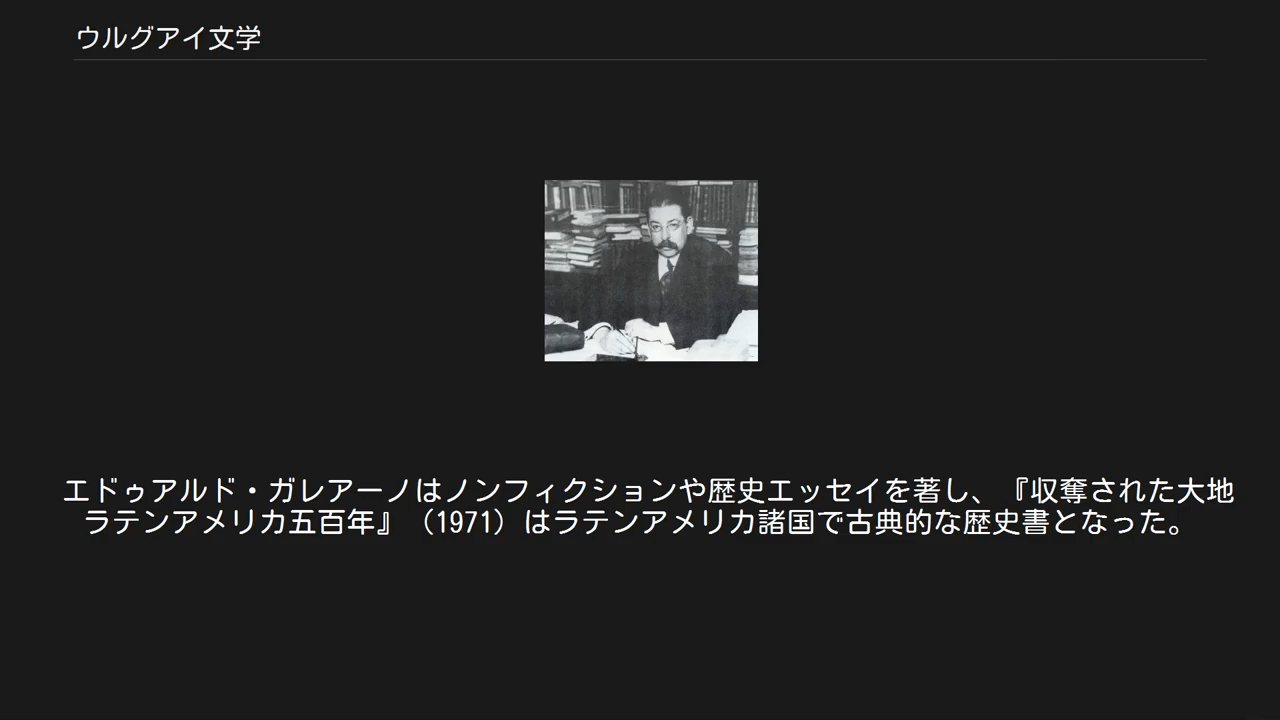 ウルグアイ文学
エドゥアルド・ガレアーノはノンフィクションや歴史エッセイを著し、『収奪された大地
ラテンアメリカ五百年』（1971）はラテンアメリカ諸国で古典的な歴史書となった。